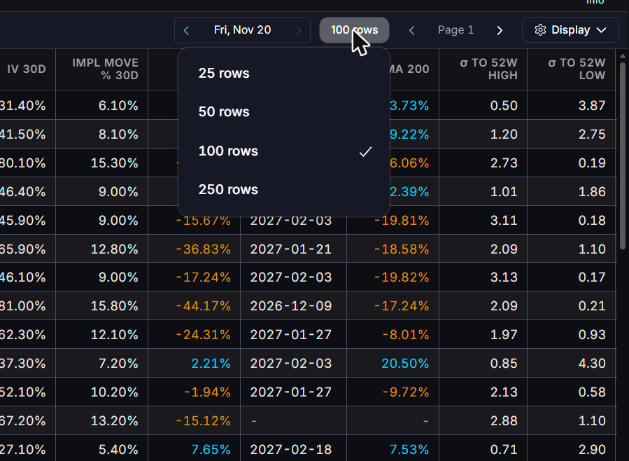 Info
Fri, Nov 20 100 rows Page 1 Display
IV 30D IMPL MOVE % 30D MA 200 σ TO 52W HIGH σ TO 52W LOW
25 rows
50 rows
100 rows
250 rows
31.40% 6.10% 3.73% 0.50 3.87
41.50% 8.10% 9.22% 1.20 2.75
80.10% 15.30% - 6.06% 2.73 0.19
46.40% 9.00% 2.39% 1.01 1.86
45.90% 9.00% -15.67% 2027-02-03 -19.81% 3.11 0.18
65.90% 12.80% -36.83% 2027-01-21 -18.58% 2.09 1.10
46.10% 9.00% -17.24% 2027-02-03 -19.82% 3.13 0.17
81.00% 15.80% -44.17% 2026-12-09 -17.24% 2.09 0.21
62.30% 12.10% -24.31% 2027-01-27 -8.01% 1.97 0.93
37.30% 7.20% 2.21% 2027-02-03 20.50% 0.85 4.30
52.10% 10.20% -1.94% 2027-01-27 -9.72% 2.13 0.58
67.20% 13.20% -15.12% - - 2.88 1.10
27.10% 5.40% 7.65% 2027-02-18 7.53% 0.71 2.90